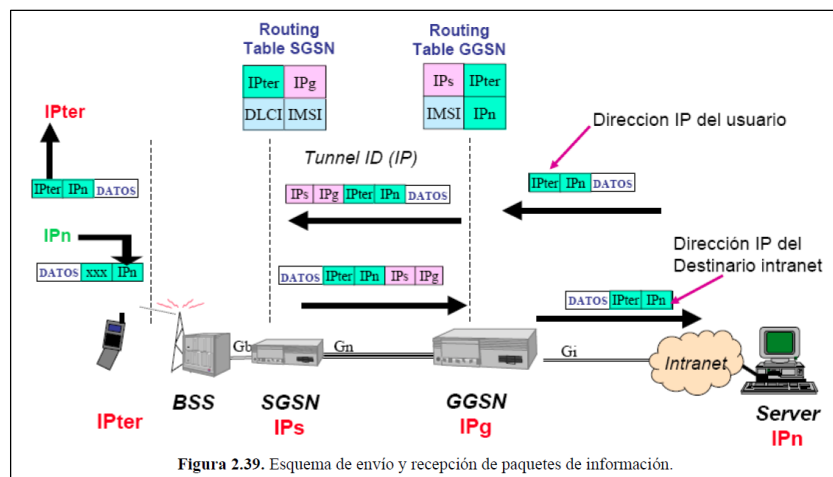 Routing
Table SGSN
Routing
Table GGSN
IPter IPg
DLCI IMSI
IPs IPter
IMSI IPn
IPter
Direccion IP del usuario
Tunnel ID (IP)
IPter IPn DATOS
IPs IPg IPter IPn DATOS
IPter IPn DATOS
IPn
DATOS xxx IPn
DATOS IPter IPn IPs IPg
Dirección IP del
Destinario intranet
DATOS IPter IPn
Gb
Gn
Gi
Intranet
IPter
BSS
SGSN
IPs
GGSN
IPg
Server
IPn
Figura 2.39. Esquema de envío y recepción de paquetes de información.